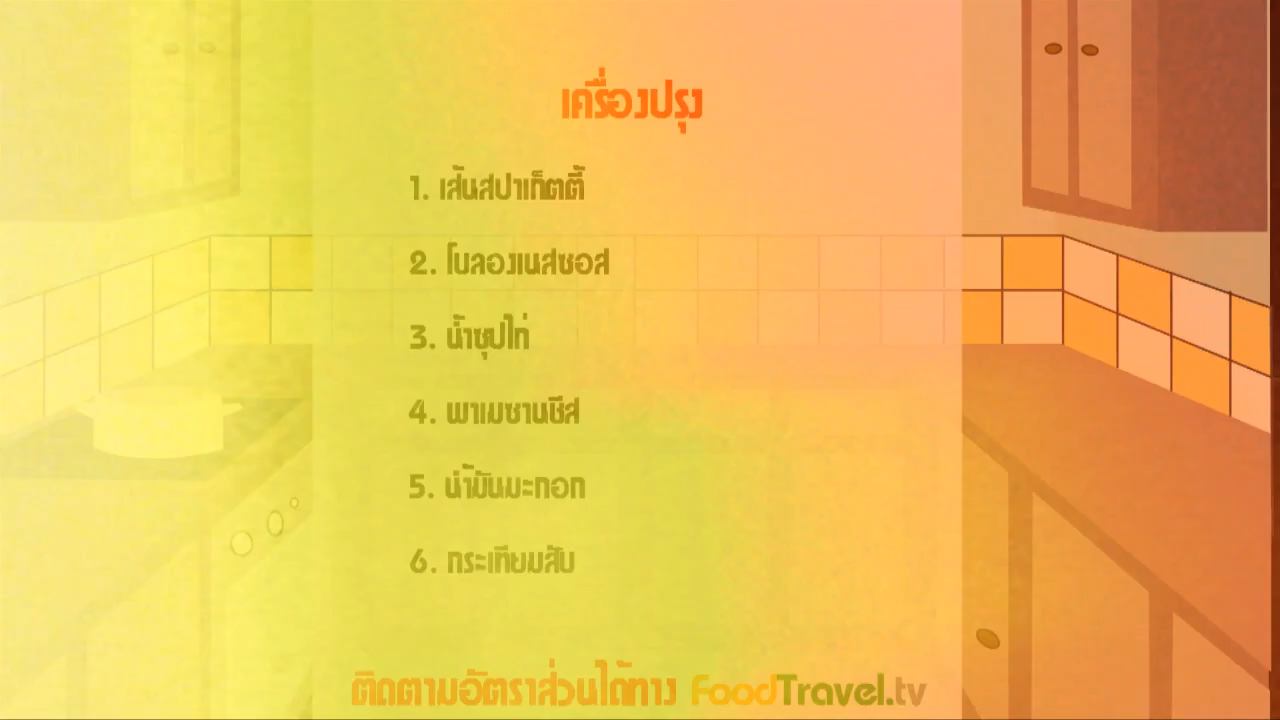 เครื่องปรุง
1. เส้นสปาเก็ตตี้
2. โบลองเนสซอส
3. น้ำซุปไก่
4. พาเมซานชีส
5. น้ำมันมะกอก
6. กระเทียมสับ
ติดตามอัตราส่วนได้ทาง FoodTravel.tv